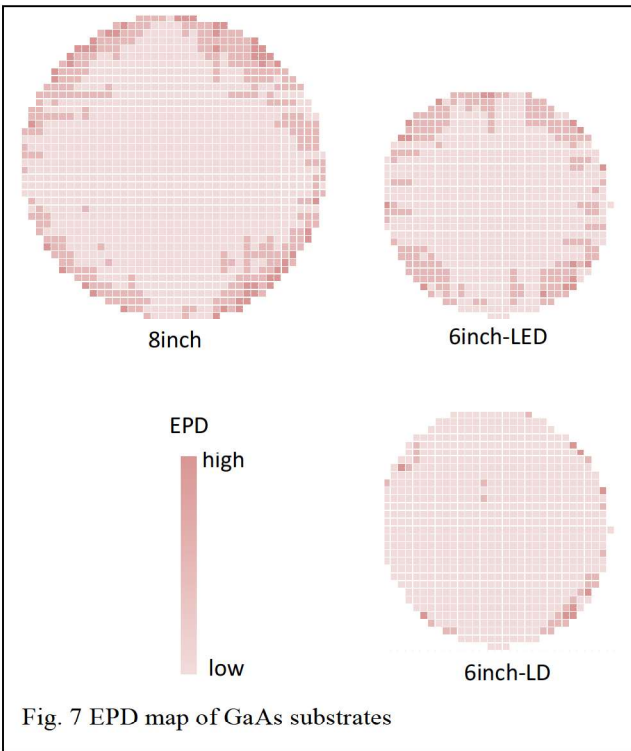 8inch
6inch-LED
EPD
high
low
6inch-LD
Fig. 7 EPD map of GaAs substrates